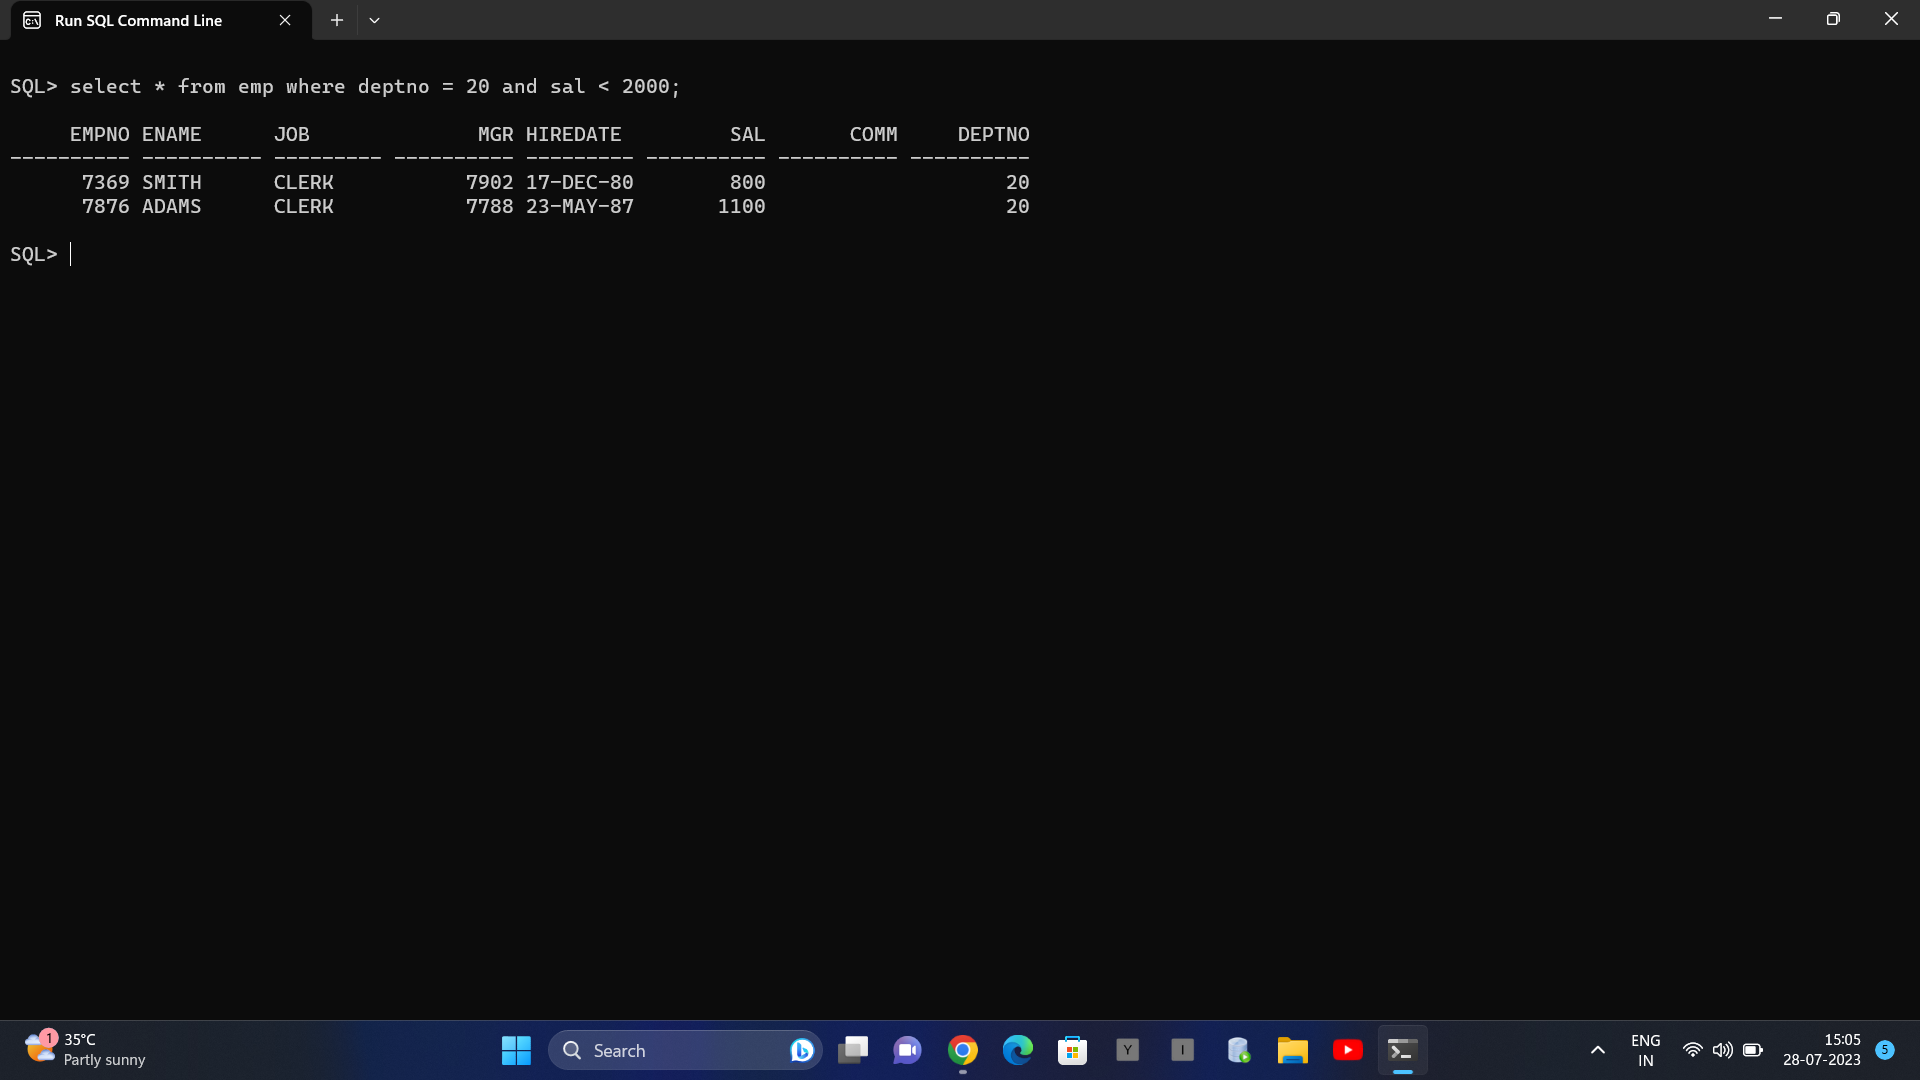 Run SQL Command Line
SQL> select * from emp where deptno = 20 and sal < 2000;
     EMPNO ENAME      JOB              MGR HIREDATE         SAL       COMM     DEPTNO
---------- ---------- --------- ---------- --------- ---------- ---------- ----------
      7369 SMITH      CLERK           7902 17-DEC-80        800                    20
      7876 ADAMS      CLERK           7788 23-MAY-87       1100                    20
SQL>
1
35°C
Partly sunny
Search
Y
I
ENG
IN
15:05
28-07-2023
5